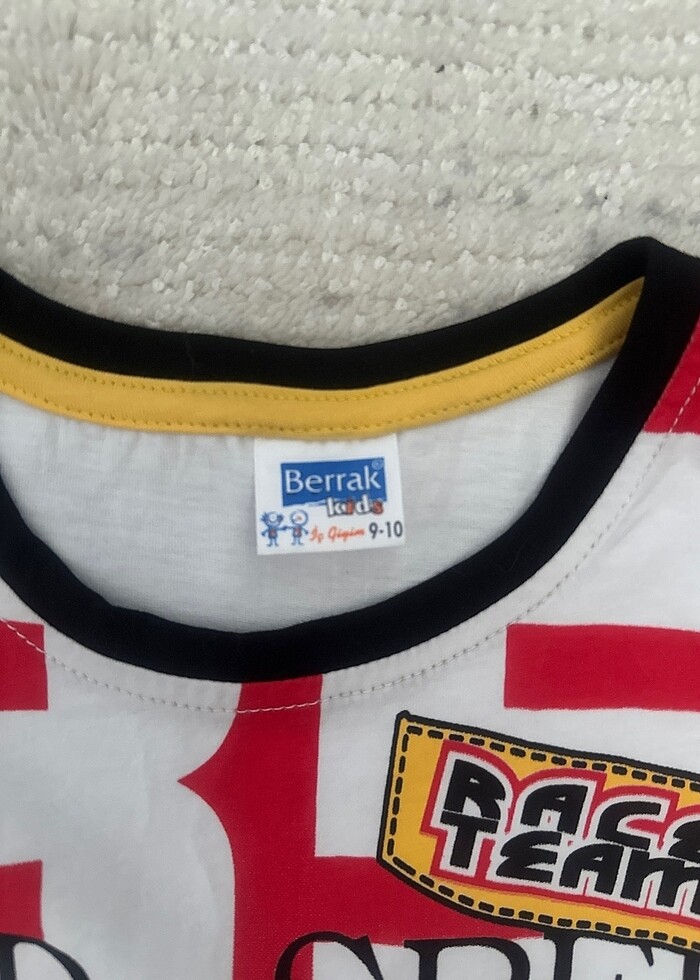 Berrak®
kids
İç Giyim 9-10
RACE
TEAM